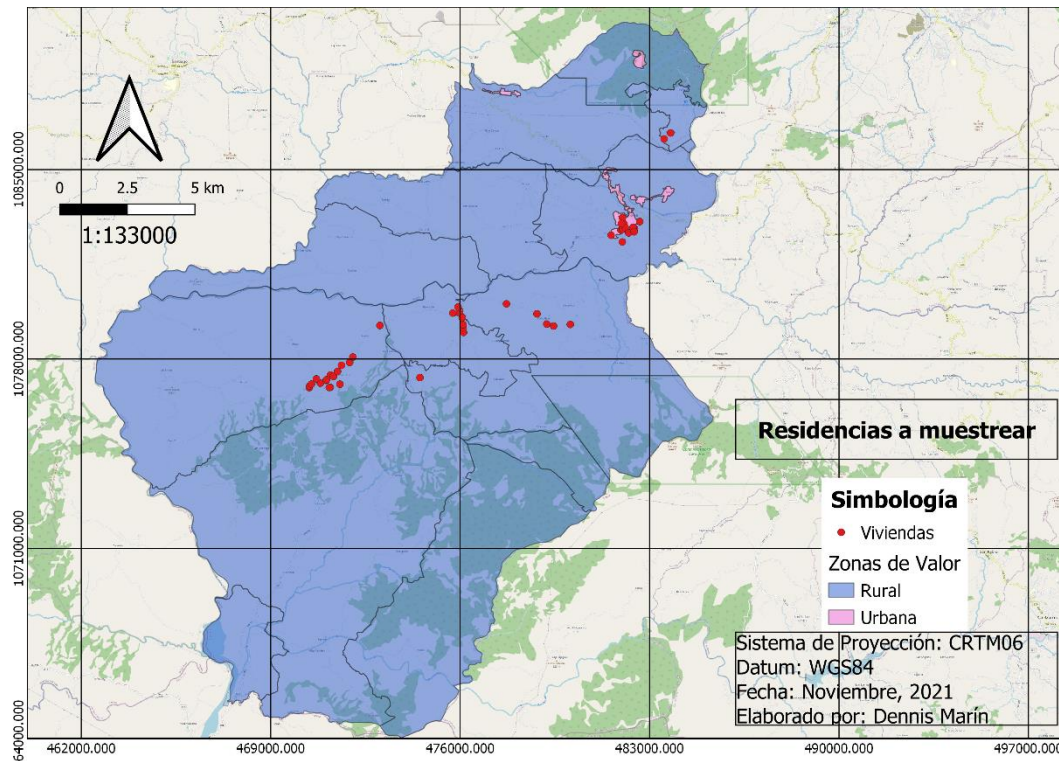 0 2.5 5 km
1:133000
1085000.000
1078000.000
1071000.000
64000.000
462000.000 469000.000 476000.000 483000.000 490000.000 497000.000
Residencias a muestrear
Simbología
Viviendas
Zonas de Valor
Rural
Urbana
Sistema de Proyección: CRTM06
Datum: WGS84
Fecha: Noviembre, 2021
Elaborado por: Dennis Marín